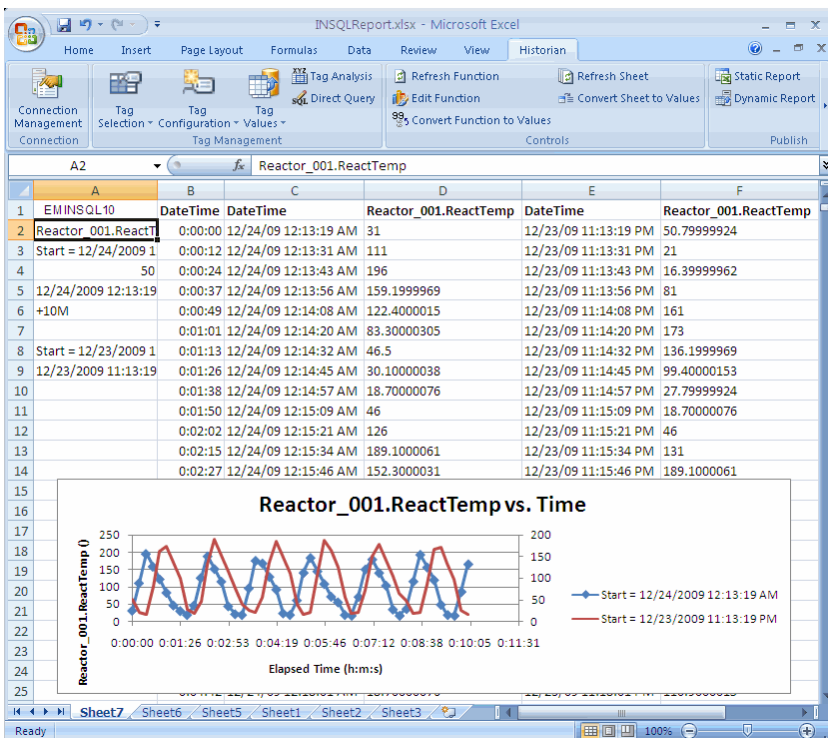 INSQLReport.xlsx - Microsoft Excel
Home Insert Page Layout Formulas Data Review View Historian
Connection Management
Tag Selection
Tag Configuration
Tag Values
XYZ Tag Analysis
SQL Direct Query
Refresh Function
Edit Function
99 Convert Function to Values
Refresh Sheet
Convert Sheet to Values
Static Report
Dynamic Report
Connection Tag Management Controls Publish
A2 fx Reactor_001.ReactTemp
A B C D E F
1 EMINSQL10 DateTime DateTime Reactor_001.ReactTemp DateTime Reactor_001.ReactTemp
2 Reactor_001.ReactT 0:00:00 12/24/09 12:13:19 AM 31 12/23/09 11:13:19 PM 50.79999924
3 Start = 12/24/2009 1 0:00:12 12/24/09 12:13:31 AM 111 12/23/09 11:13:31 PM 21
4 50 0:00:24 12/24/09 12:13:43 AM 196 12/23/09 11:13:43 PM 16.39999962
5 12/24/2009 12:13:19 0:00:37 12/24/09 12:13:56 AM 159.1999969 12/23/09 11:13:56 PM 81
6 +10M 0:00:49 12/24/09 12:14:08 AM 122.4000015 12/23/09 11:14:08 PM 161
7 0:01:01 12/24/09 12:14:20 AM 83.30000305 12/23/09 11:14:20 PM 173
8 Start = 12/23/2009 1 0:01:13 12/24/09 12:14:32 AM 46.5 12/23/09 11:14:32 PM 136.1999969
9 12/23/2009 11:13:19 0:01:26 12/24/09 12:14:45 AM 30.10000038 12/23/09 11:14:45 PM 99.40000153
10 0:01:38 12/24/09 12:14:57 AM 18.70000076 12/23/09 11:14:57 PM 27.79999924
11 0:01:50 12/24/09 12:15:09 AM 46 12/23/09 11:15:09 PM 18.70000076
12 0:02:02 12/24/09 12:15:21 AM 126 12/23/09 11:15:21 PM 46
13 0:02:15 12/24/09 12:15:34 AM 189.1000061 12/23/09 11:15:34 PM 131
14 0:02:27 12/24/09 12:15:46 AM 152.3000031 12/23/09 11:15:46 PM 189.1000061
15
16
17
18
19
20
21
22
23
24
25
Reactor_001.ReactTemp vs. Time
Reactor_001.ReactTemp ()
250
200
150
100
50
0
200
150
100
50
0
Start = 12/24/2009 12:13:19 AM
Start = 12/23/2009 11:13:19 PM
0:00:00 0:01:26 0:02:53 0:04:19 0:05:46 0:07:12 0:08:38 0:10:05 0:11:31
Elapsed Time (h:m:s)
Sheet7 Sheet6 Sheet5 Sheet1 Sheet2 Sheet3
Ready 100%